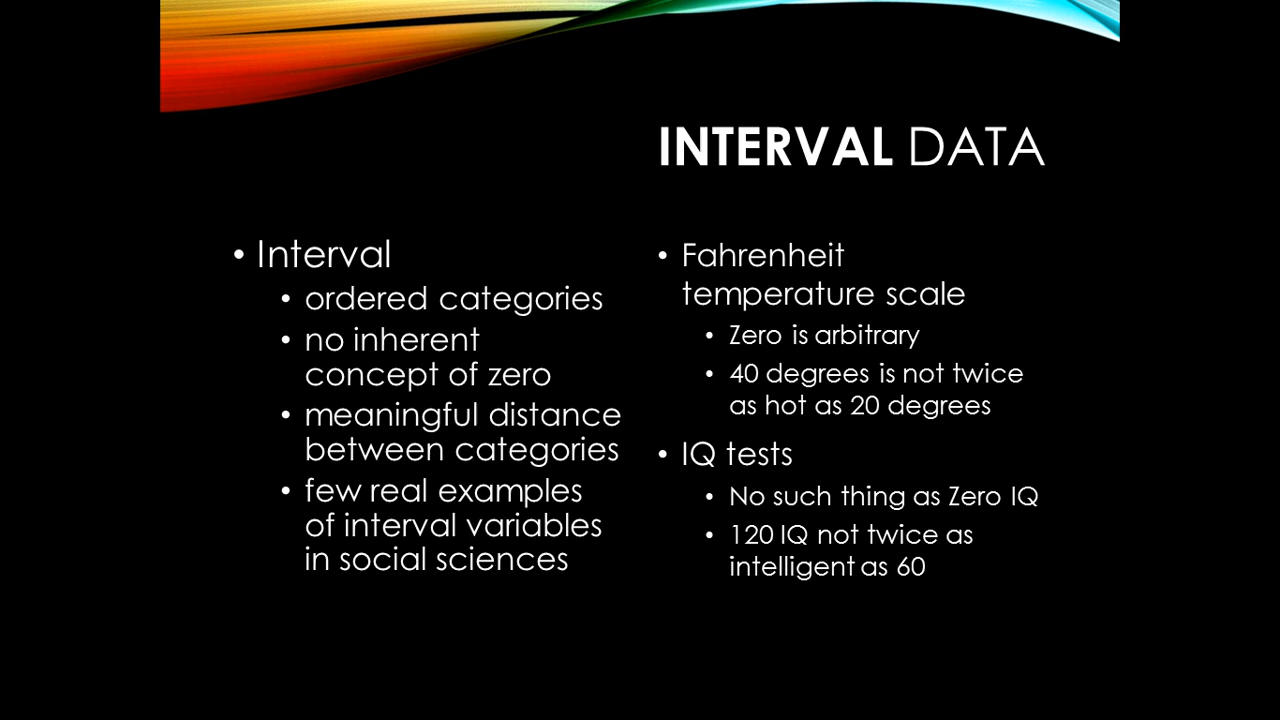 INTERVAL DATA
• Interval
• ordered categories
• no inherent
concept of zero
• meaningful distance
between categories
• few real examples
of interval variables
in social sciences
• Fahrenheit
temperature scale
• Zero is arbitrary
• 40 degrees is not twice
as hot as 20 degrees
• IQ tests
• No such thing as Zero IQ
• 120 IQ not twice as
intelligent as 60